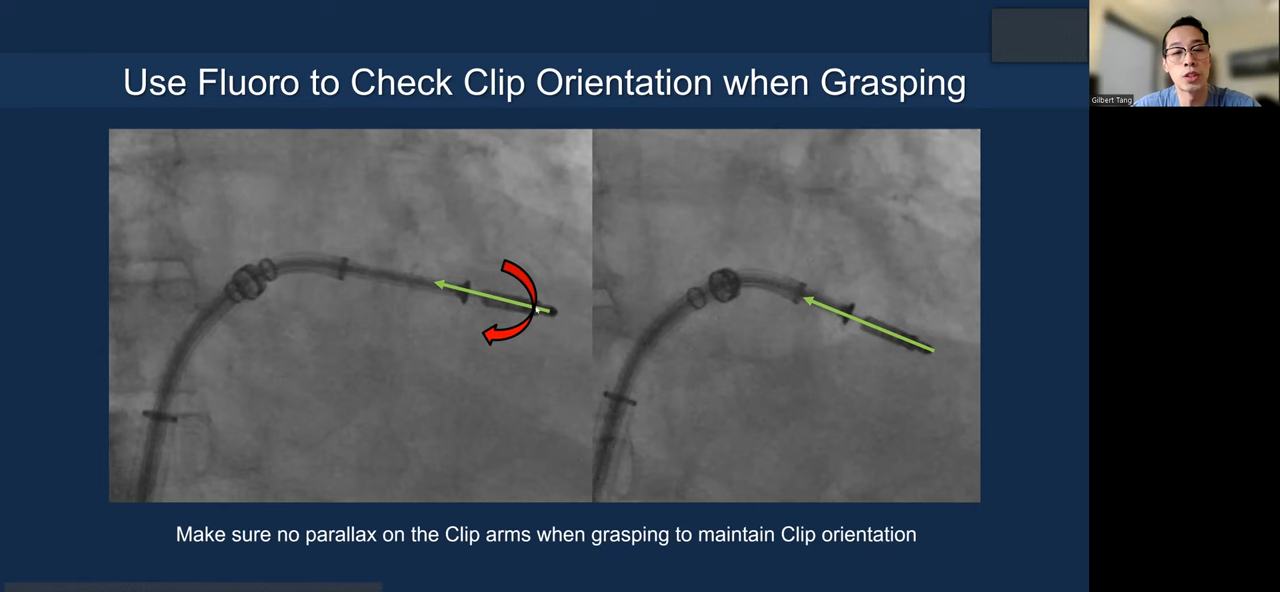 Use Fluoro to Check Clip Orientation when Grasping
Gilbert Tang
Make sure no parallax on the Clip arms when grasping to maintain Clip orientation